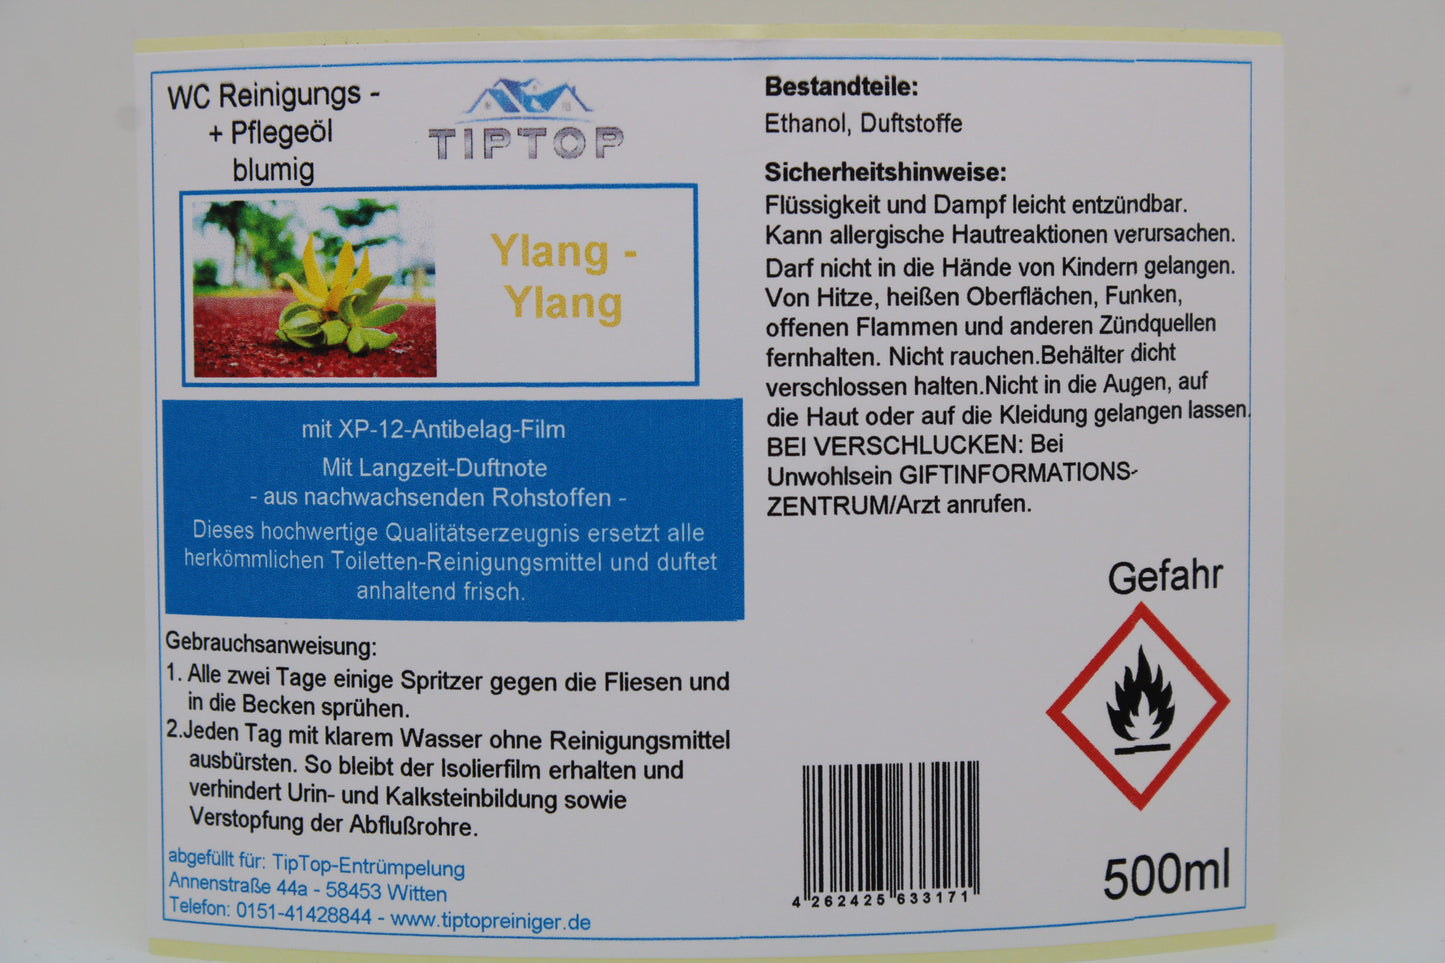 WC Reinigungs -
+ Pflegeöl
blumig
TIPTOP
Ylang -
Ylang
mit XP-12-Antibelag-Film
Mit Langzeit-Duftnote
- aus nachwachsenden Rohstoffen -
Dieses hochwertige Qualitätserzeugnis ersetzt alle
herkömmlichen Toiletten-Reinigungsmittel und duftet
anhaltend frisch.
Gebrauchsanweisung:
1. Alle zwei Tage einige Spritzer gegen die Fliesen und
in die Becken sprühen.
2.Jeden Tag mit klarem Wasser ohne Reinigungsmittel
ausbürsten. So bleibt der Isolierfilm erhalten und
verhindert Urin- und Kalksteinbildung sowie
Verstopfung der Abflußrohre.
abgefüllt für: TipTop-Entrümpelung
Annenstraße 44a - 58453 Witten
Telefon: 0151-41428844 - www.tiptopreiniger.de
Bestandteile:
Ethanol, Duftstoffe
Sicherheitshinweise:
Flüssigkeit und Dampf leicht entzündbar.
Kann allergische Hautreaktionen verursachen.
Darf nicht in die Hände von Kindern gelangen.
Von Hitze, heißen Oberflächen, Funken,
offenen Flammen und anderen Zündquellen
fernhalten. Nicht rauchen.Behälter dicht
verschlossen halten.Nicht in die Augen, auf
die Haut oder auf die Kleidung gelangen lassen.
BEI VERSCHLUCKEN: Bei
Unwohlsein GIFTINFORMATIONS-
ZENTRUM/Arzt anrufen.
Gefahr
4 262425 633171
500ml